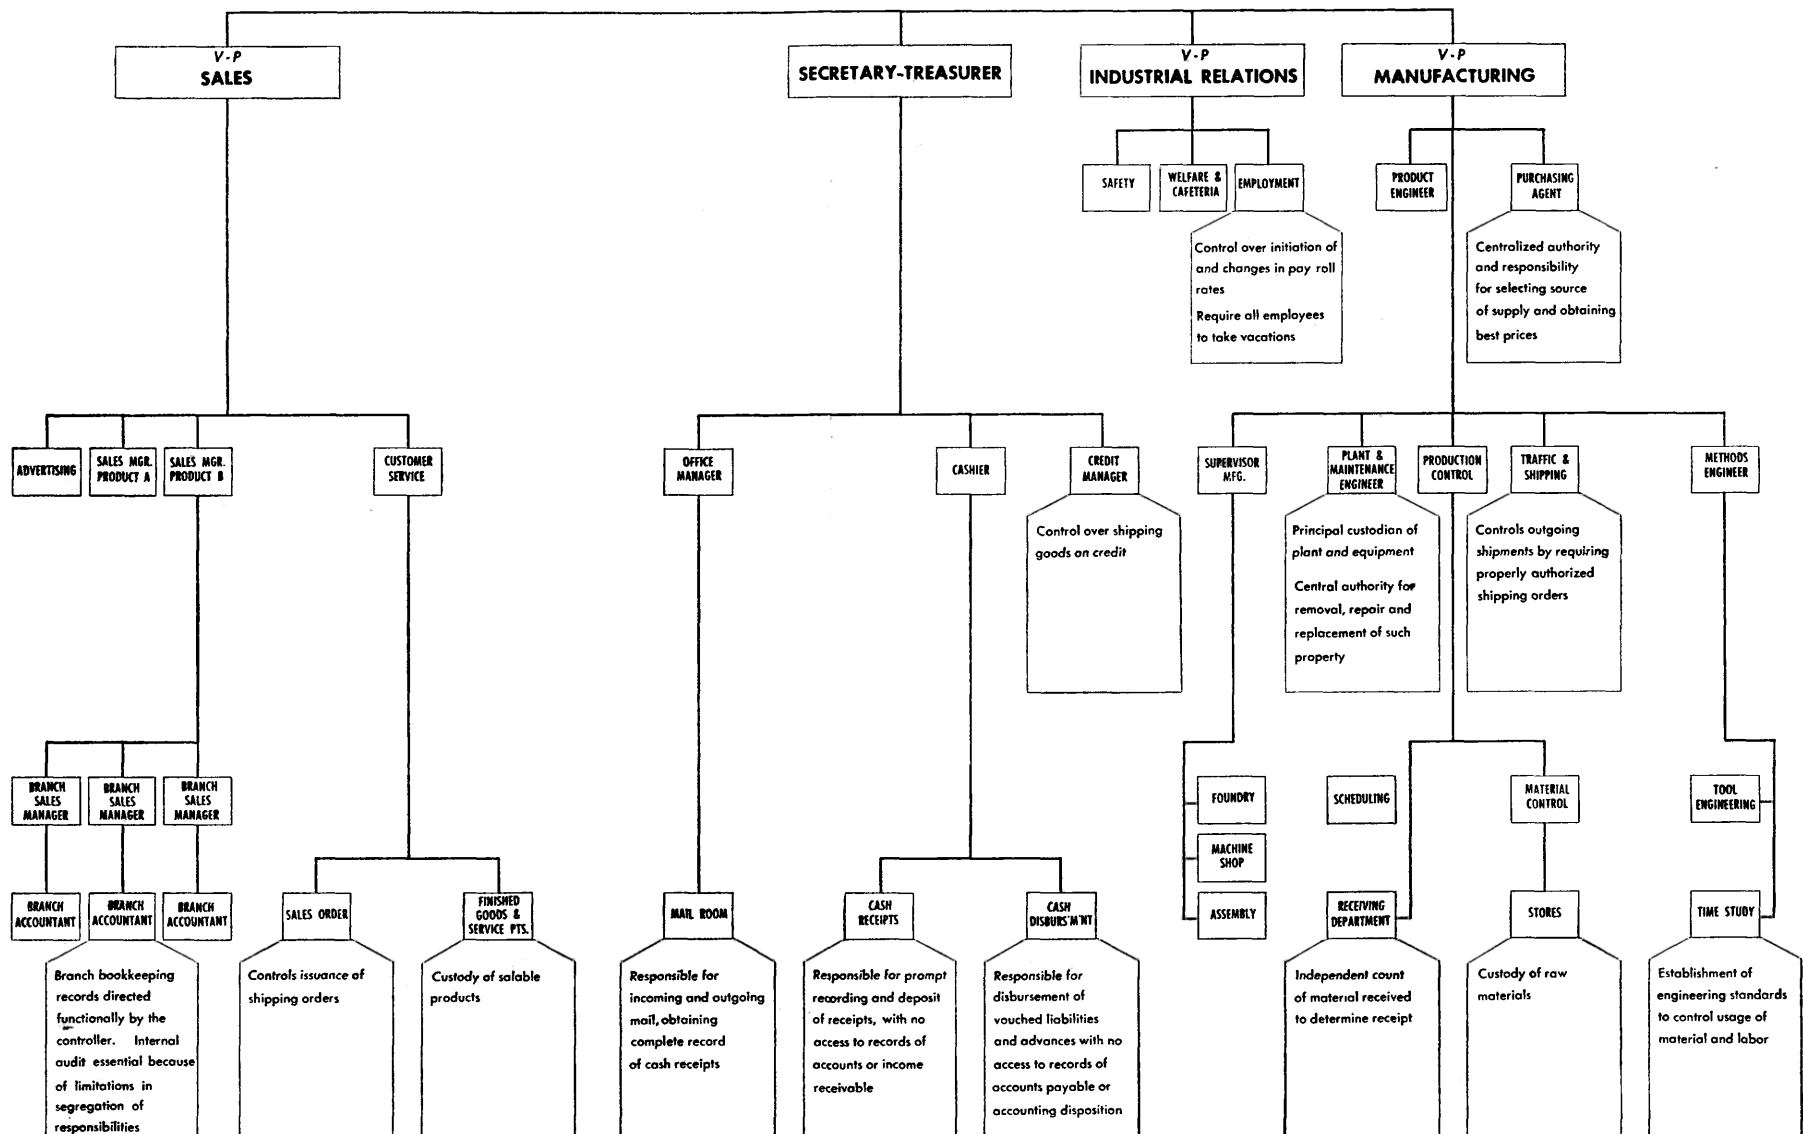 V-P
SALES
SECRETARY-TREASURER
V-P
INDUSTRIAL RELATIONS
V-P
MANUFACTURING
SAFETY
WELFARE &
CAFETERIA
EMPLOYMENT
PRODUCT
ENGINEER
PURCHASING
AGENT
Control over initiation of
and changes in pay roll
rates
Require all employees
to take vacations
Centralized authority
and responsibility
for selecting source
of supply and obtaining
best prices
ADVERTISING
SALES MGR.
PRODUCT A
SALES MGR.
PRODUCT B
CUSTOMER
SERVICE
OFFICE
MANAGER
CASHIER
CREDIT
MANAGER
SUPERVISOR
MFG.
PLANT &
MAINTENANCE
ENGINEER
PRODUCTION
CONTROL
TRAFFIC &
SHIPPING
METHODS
ENGINEER
Control over shipping
goods on credit
Principal custodian of
plant and equipment
Central authority for
removal, repair and
replacement of such
property
Controls outgoing
shipments by requiring
properly authorized
shipping orders
BRANCH
SALES
MANAGER
BRANCH
SALES
MANAGER
BRANCH
SALES
MANAGER
FOUNDRY
SCHEDULING
MATERIAL
CONTROL
TOOL
ENGINEERING
MACHINE
SHOP
BRANCH
ACCOUNTANT
BRANCH
ACCOUNTANT
BRANCH
ACCOUNTANT
SALES ORDER
FINISHED
GOODS &
SERVICE PTS.
MAIL ROOM
CASH
RECEIPTS
CASH
DISBURS'M'NT
ASSEMBLY
RECEIVING
DEPARTMENT
STORES
TIME STUDY
Branch bookkeeping
records directed
functionally by the
controller. Internal
audit essential because
of limitations in
segregation of
responsibilities
Controls issuance of
shipping orders
Custody of salable
products
Responsible for
incoming and outgoing
mail, obtaining
complete record
of cash receipts
Responsible for prompt
recording and deposit
of receipts, with no
access to records of
accounts or income
receivable
Responsible for
disbursement of
vouched liabilities
and advances with no
access to records of
accounts payable or
accounting disposition
Independent count
of material received
to determine receipt
Custody of raw
materials
Establishment of
engineering standards
to control usage of
material and labor